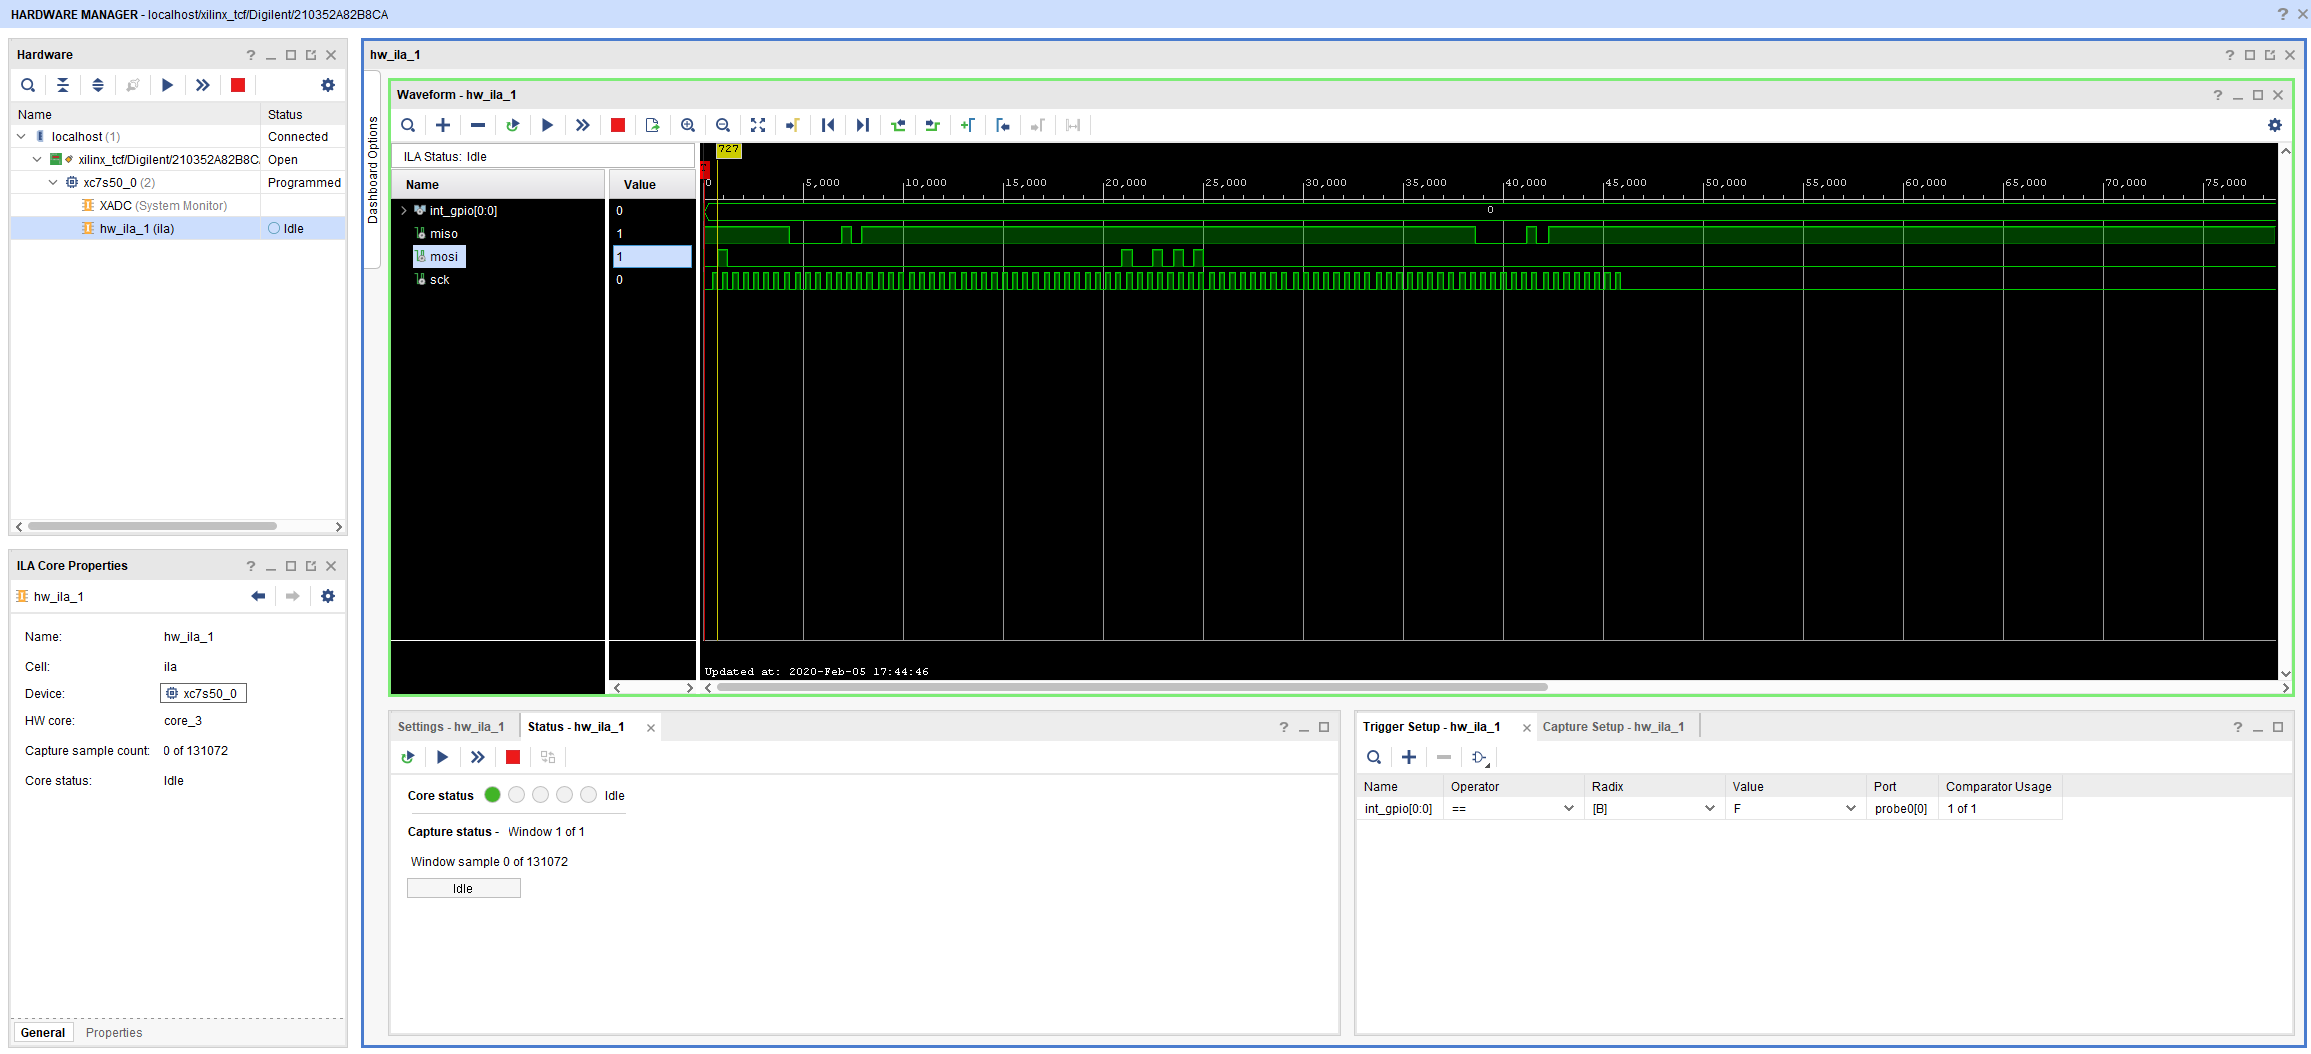 HARDWARE MANAGER - localhost/xilinx_tcf/Digilent/210352A82B8CA
Hardware
Name Status
localhost (1) Connected
xilinx_tcf/Digilent/210352A82B8C Open
xc7s50_0 (2) Programmed
XADC (System Monitor)
hw_ila_1 (ila) Idle
ILA Core Properties
hw_ila_1
Name: hw_ila_1
Cell: ila
Device: xc7s50_0
HW core: core_3
Capture sample count: 0 of 131072
Core status: Idle
General Properties
hw_ila_1
Dashboard Options
Waveform - hw_ila_1
ILA Status: Idle
Name Value
int_gpio[0:0] 0
miso 1
mosi 1
sck 0
727
0 5,000 10,000 15,000 20,000 25,000 30,000 35,000 40,000 45,000 50,000 55,000 60,000 65,000 70,000 75,000
0
Updated at: 2020-Feb-05 17:44:46
Settings - hw_ila_1 Status - hw_ila_1
Core status Idle
Capture status - Window 1 of 1
Window sample 0 of 131072
Idle
Trigger Setup - hw_ila_1 Capture Setup - hw_ila_1
Name Operator Radix Value Port Comparator Usage
int_gpio[0:0] == [B] F probe0[0] 1 of 1